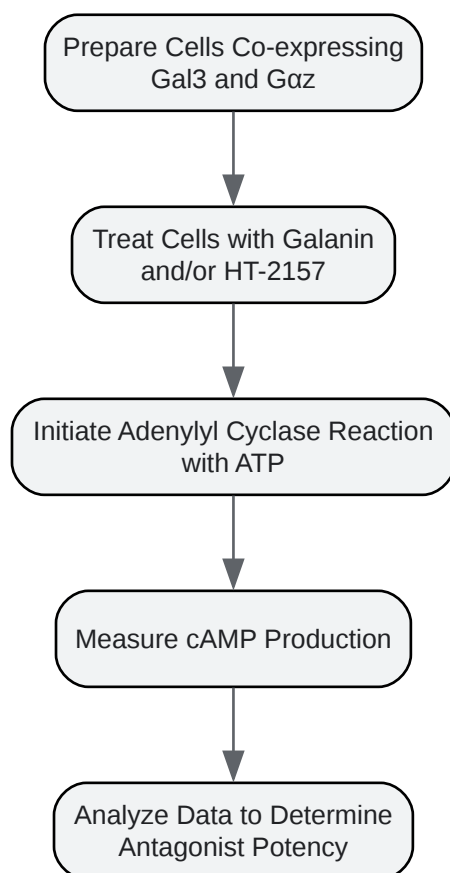 Prepare Cells Co-expressing
Gal3 and Gαz
Treat Cells with Galanin
and/or HT-2157
Initiate Adenylyl Cyclase Reaction
with ATP
Measure cAMP Production
Analyze Data to Determine
Antagonist Potency